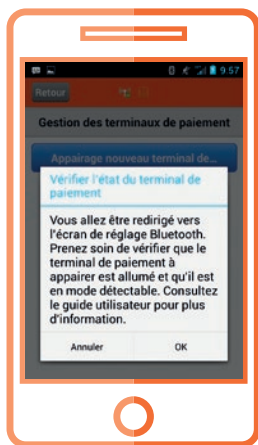 9:57
Retour
Gestion des terminaux de paiement
Appairage nouveau terminal de...
Vérifier l'état du terminal de
paiement
Vous allez être redirigé vers
l'écran de réglage Bluetooth.
Prenez soin de vérifier que le
terminal de paiement à
appairer est allumé et qu'il est
en mode détectable. Consultez
le guide utilisateur pour plus
d'information.
Annuler OK